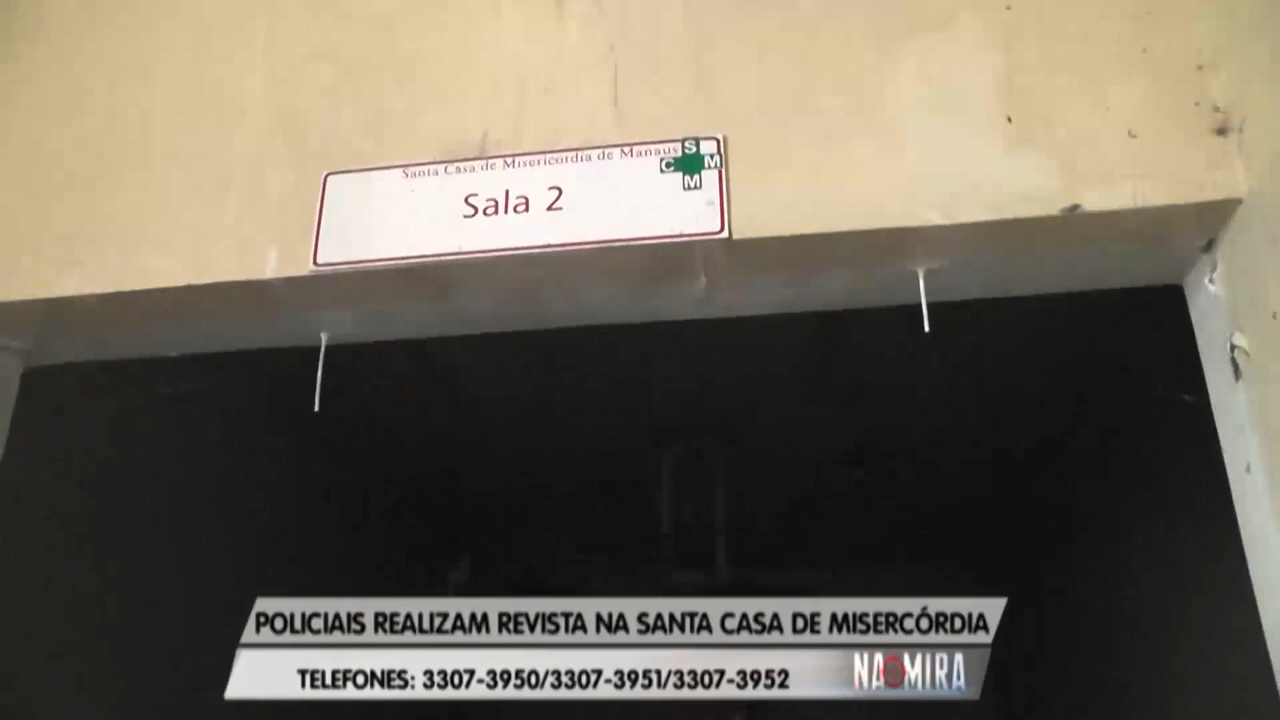 Santa Casa de Misericordia de Manaus
S
C M
M
Sala 2
POLICIAIS REALIZAM REVISTA NA SANTA CASA DE MISERCÓRDIA
TELEFONES: 3307-3950/3307-3951/3307-3952
NA MIRA